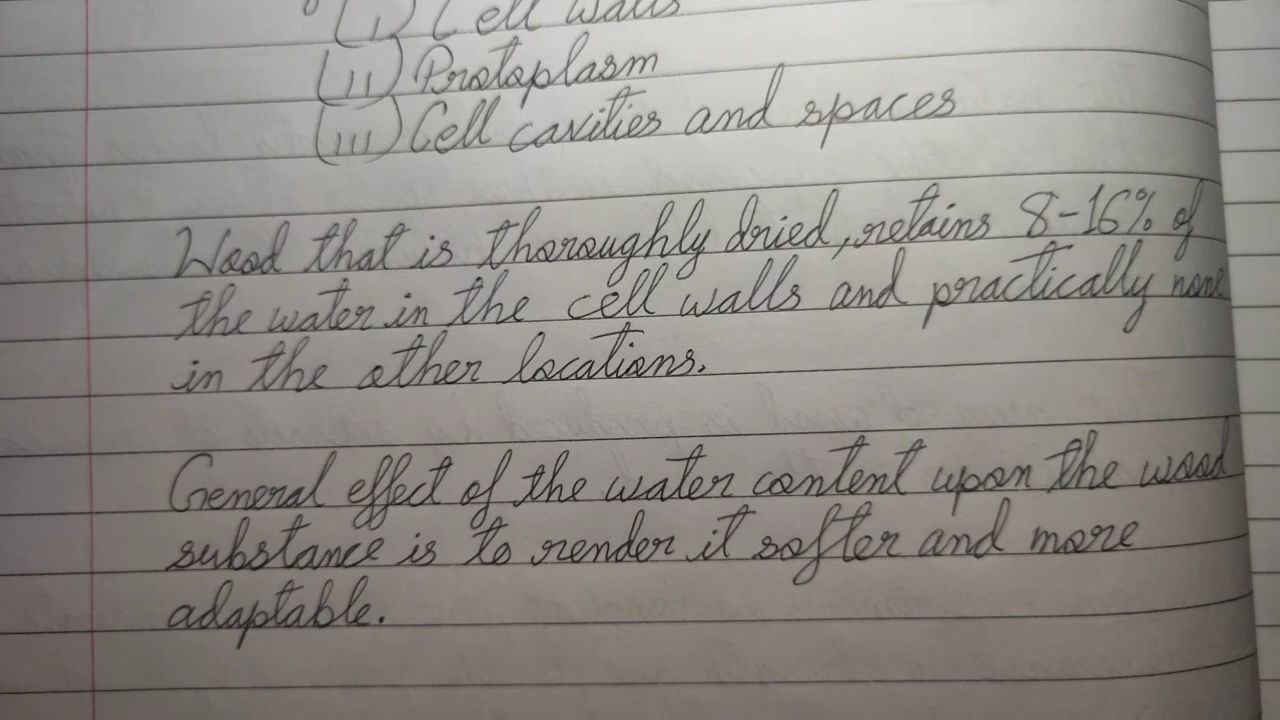 (i) Cell walls
(ii) Protoplasm
(iii) Cell cavities and spaces
Wood that is thoroughly dried, retains 8-16% of
the water in the cell walls and practically none
in the other locations.
General effect of the water content upon the wood
substance is to render it softer and more
adaptable.